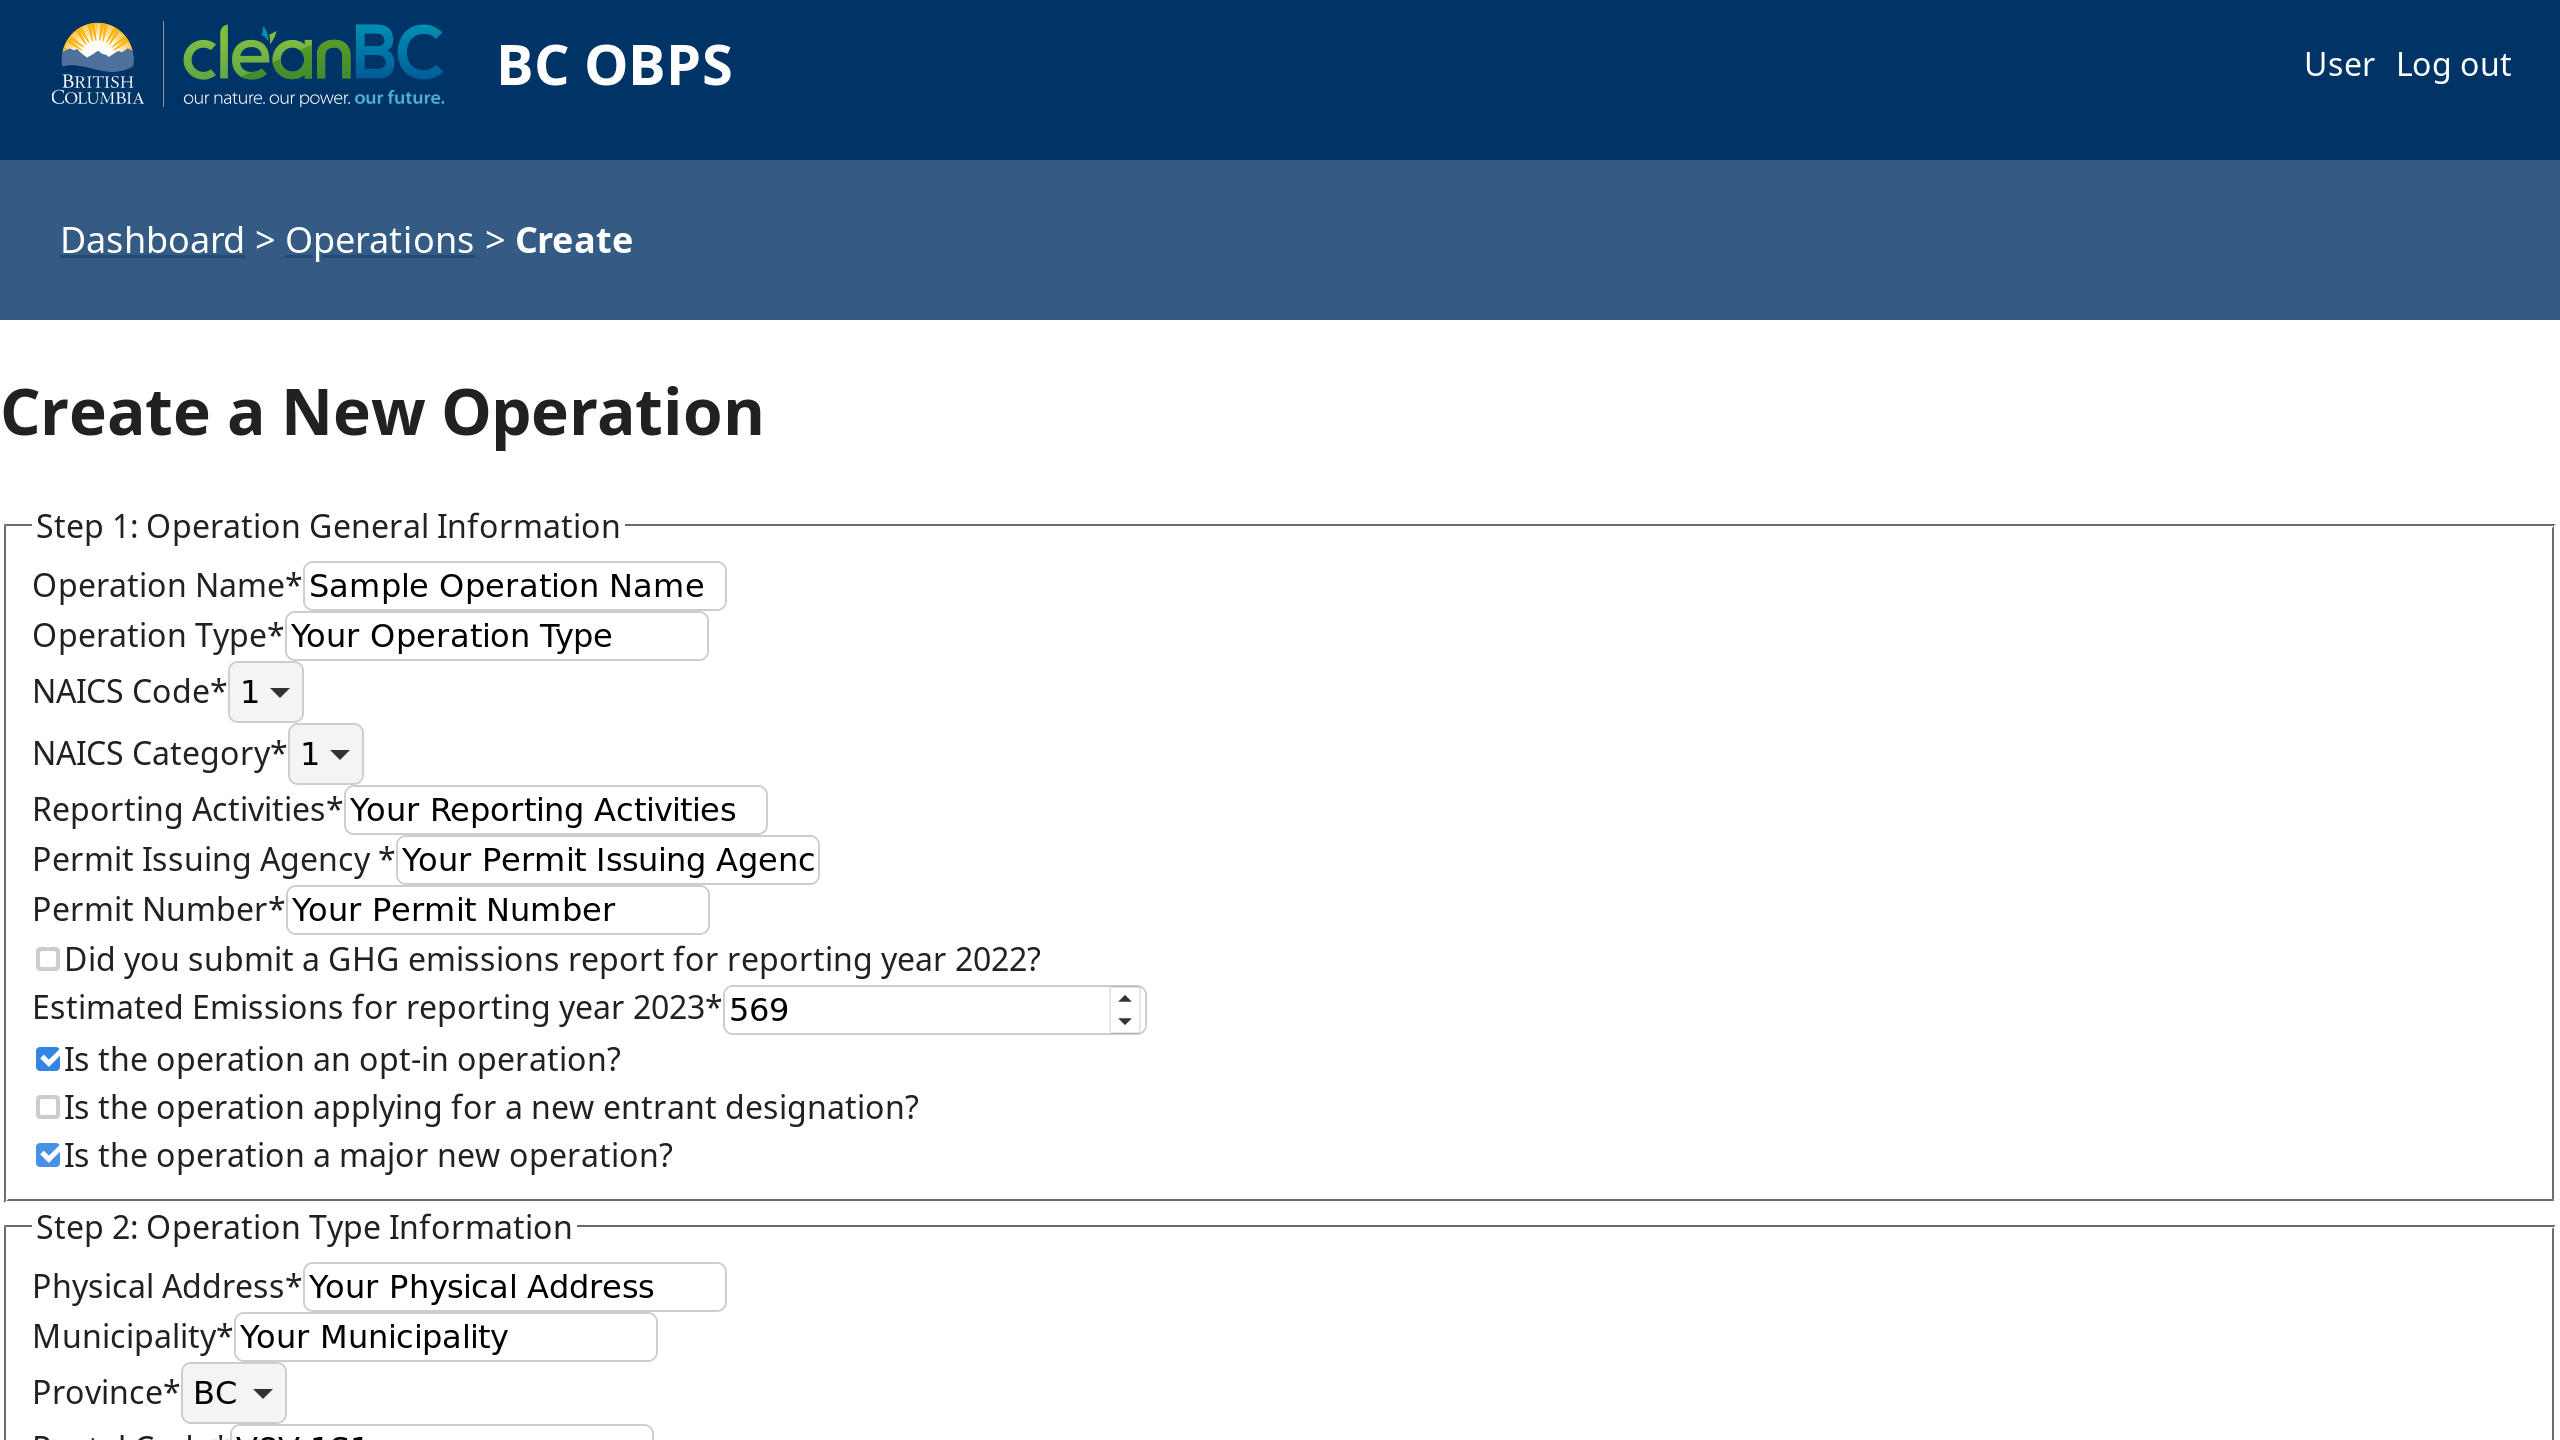 BRITISH
COLUMBIA
cleanBC
our nature. our power. our future.
BC OBPS
User Log out
Dashboard > Operations > Create
Create a New Operation
Step 1: Operation General Information
Operation Name* Sample Operation Name
Operation Type* Your Operation Type
NAICS Code* 1
NAICS Category* 1
Reporting Activities* Your Reporting Activities
Permit Issuing Agency * Your Permit Issuing Agenc
Permit Number* Your Permit Number
Did you submit a GHG emissions report for reporting year 2022?
Estimated Emissions for reporting year 2023* 569
Is the operation an opt-in operation?
Is the operation applying for a new entrant designation?
Is the operation a major new operation?
Step 2: Operation Type Information
Physical Address* Your Physical Address
Municipality* Your Municipality
Province* BC